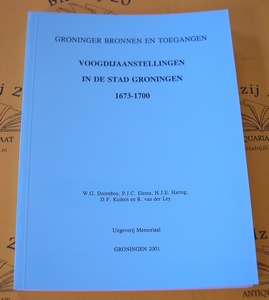 GRONINGER BRONNEN EN TOEGANGEN
VOOGDIJAANSTELLINGEN
IN DE STAD GRONINGEN
1673-1700
W.G. Doornbos, P.J.C. Elema, H.J.E. Hartog,
D.F. Kuiken en R. van der Ley
Uitgeverij Memoriaal
GRONINGEN 2001